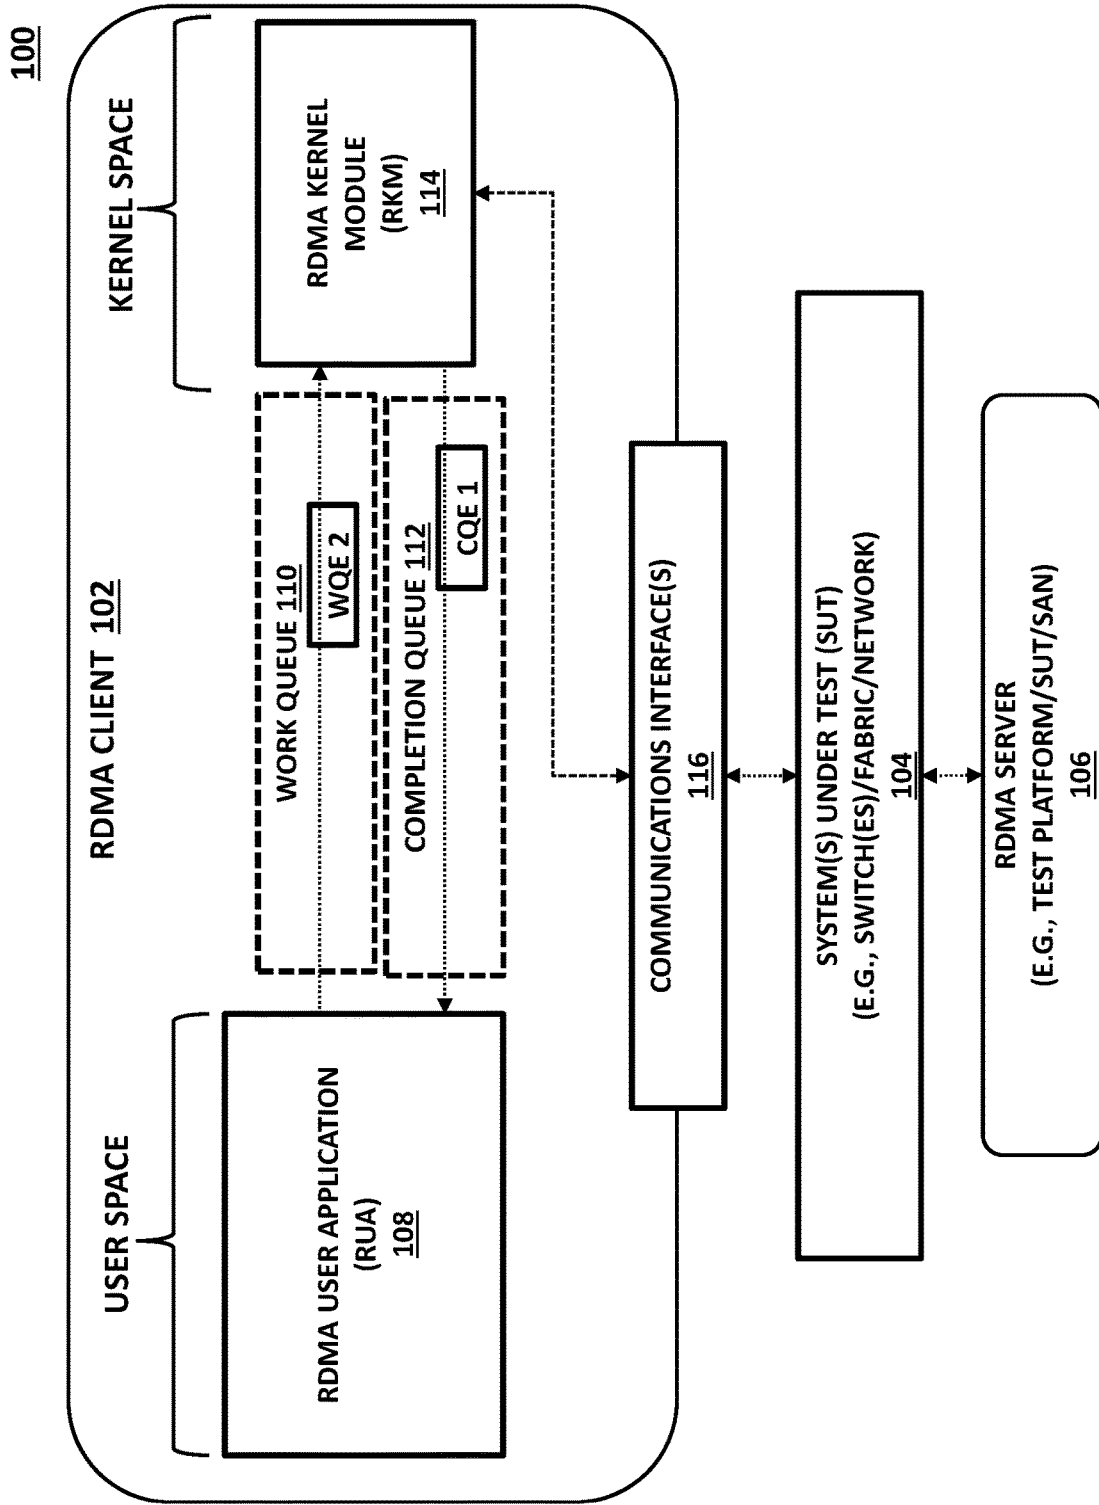 100
RDMA CLIENT 102
USER SPACE
KERNEL SPACE
RDMA USER APPLICATION
(RUA)
108
WORK QUEUE 110
WQE 2
COMPLETION QUEUE 112
CQE 1
RDMA KERNEL
MODULE
(RKM)
114
COMMUNICATIONS INTERFACE(S)
116
SYSTEM(S) UNDER TEST (SUT)
(E.G., SWITCH(ES)/FABRIC/NETWORK)
104
RDMA SERVER
(E.G., TEST PLATFORM/SUT/SAN)
106